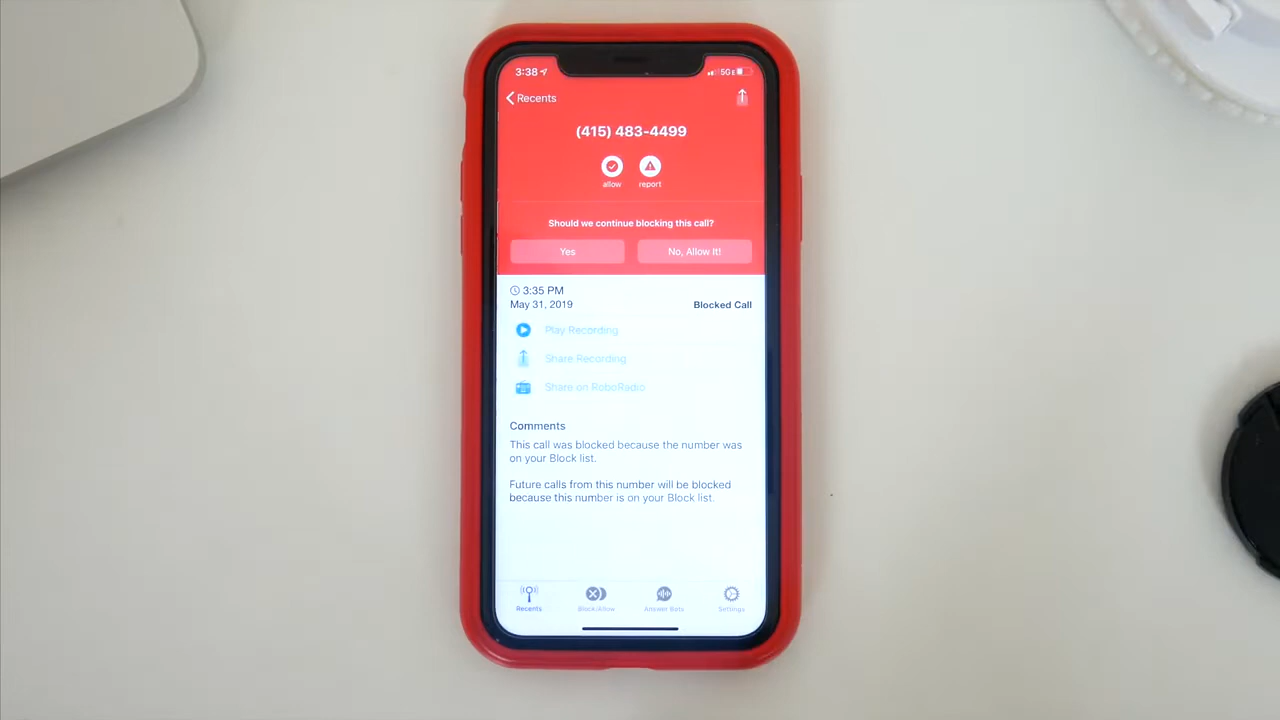 3:38
5GE
Recents
(415) 483-4499
allow
report
Should we continue blocking this call?
Yes
No, Allow It!
3:35 PM
May 31, 2019
Blocked Call
Play Recording
Share Recording
Share on RoboRadio
Comments
This call was blocked because the number was
on your Block list.
Future calls from this number will be blocked
because this number is on your Block list.
Recents
Block/Allow
Answer Bots
Settings